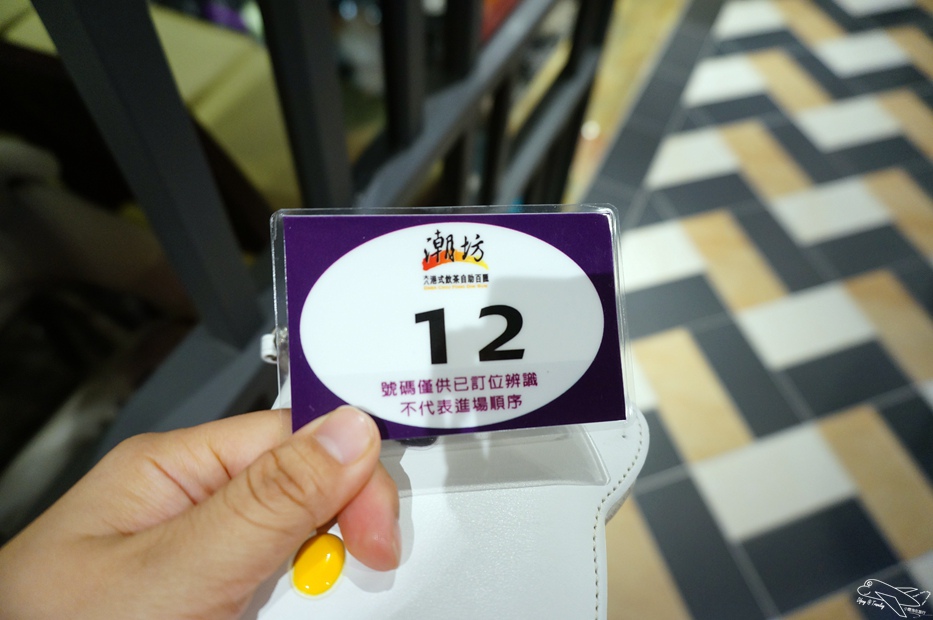 潮坊
港式飲茶自助百匯
12
號碼僅供已訂位辨識
不代表進場順序